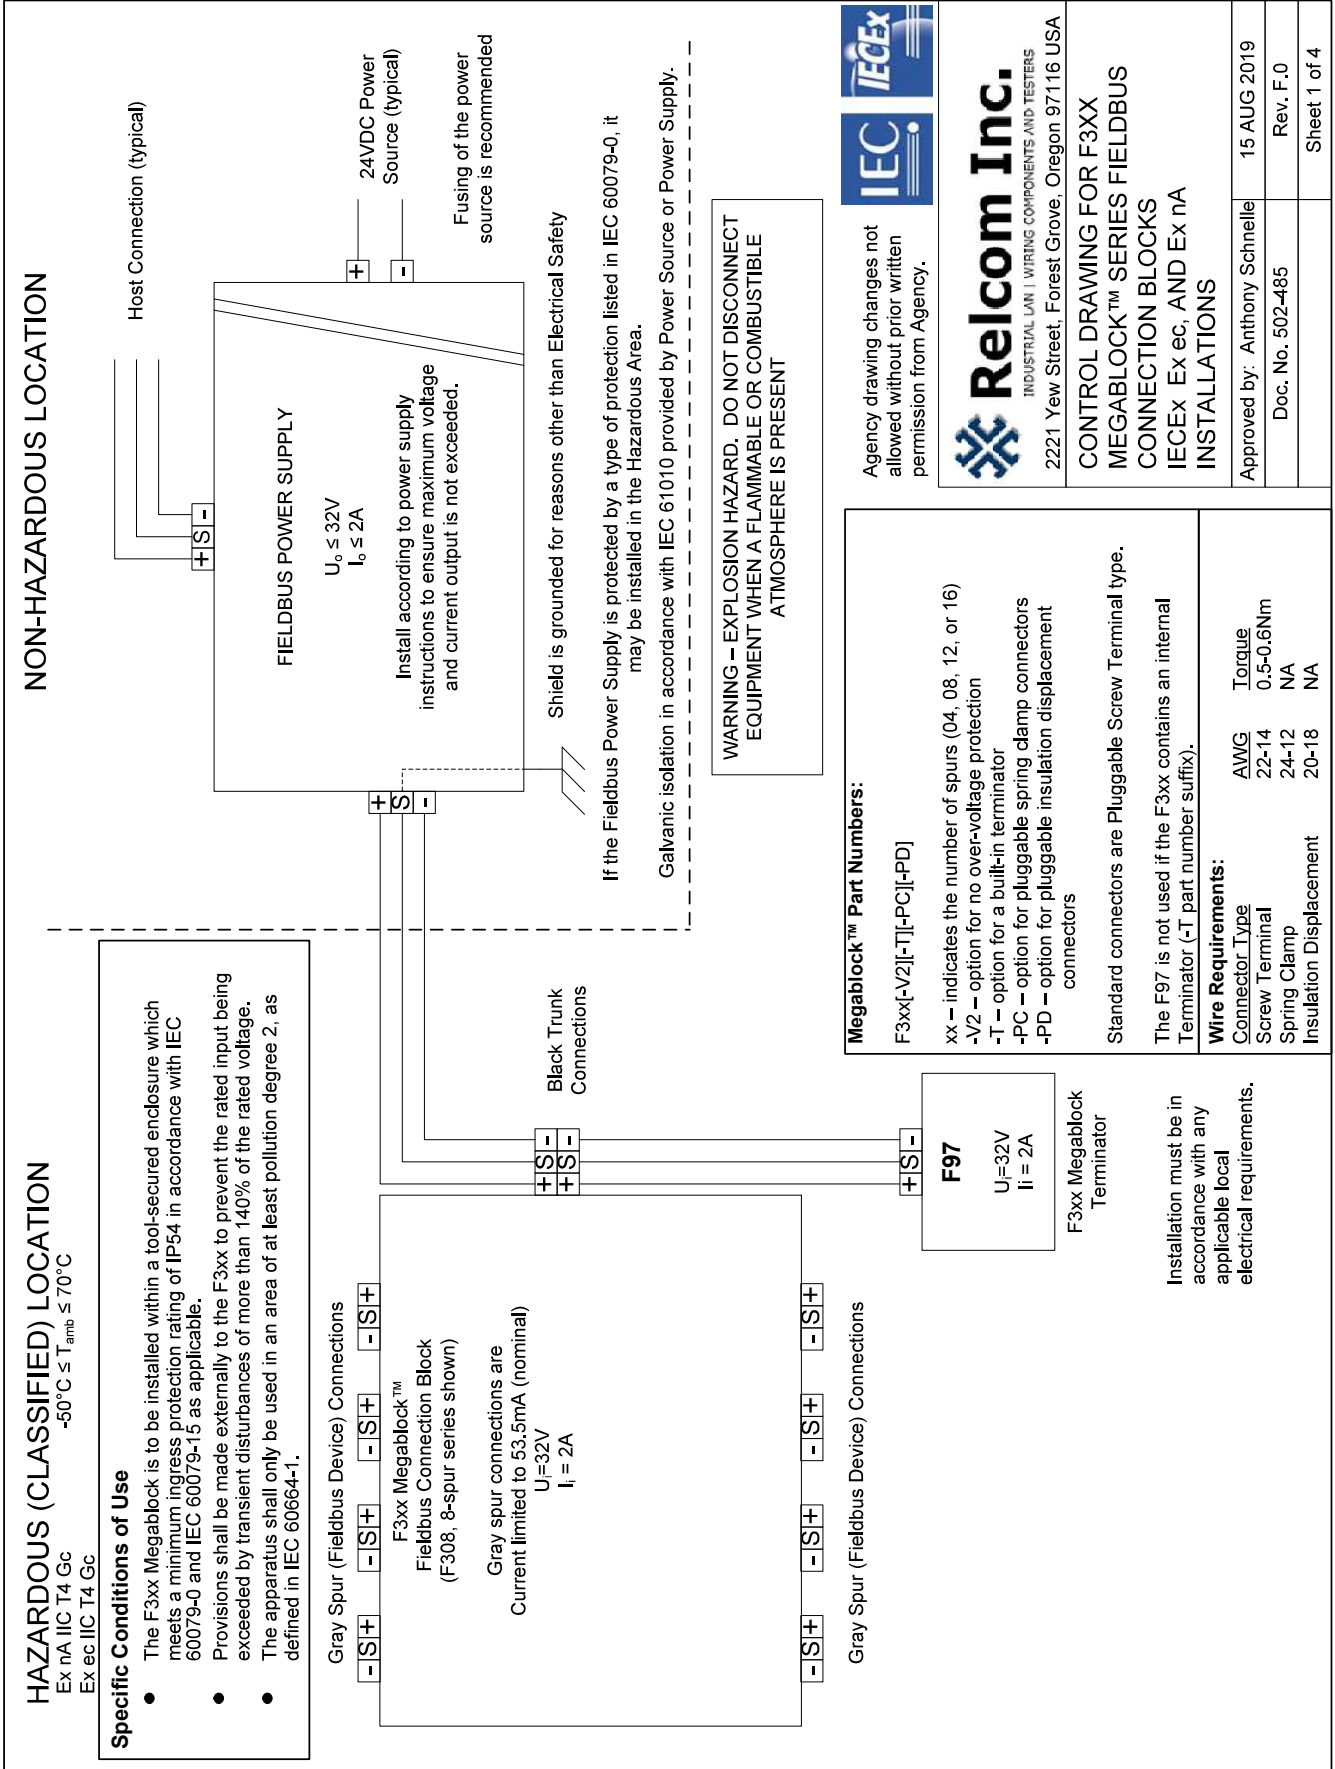 HAZARDOUS (CLASSIFIED) LOCATION
Ex nA IIC T4 Gc
-50°C ≤ Tamb ≤ 70°C
Ex ec IIC T4 Gc
Specific Conditions of Use
● The F3xx Megablock is to be installed within a tool-secured enclosure which
meets a minimum ingress protection rating of IP54 in accordance with IEC
60079-0 and IEC 60079-15 as applicable.
● Provisions shall be made externally to the F3xx to prevent the rated input being
exceeded by transient disturbances of more than 140% of the rated voltage.
● The apparatus shall only be used in an area of at least pollution degree 2, as
defined in IEC 60664-1.
Gray Spur (Fieldbus Device) Connections
- S +
- S +
- S +
- S +
F3xx Megablock™
Fieldbus Connection Block
(F308, 8-spur series shown)
Gray spur connections are
Current limited to 53.5mA (nominal)
Ui=32V
Ii = 2A
- S +
- S +
- S +
- S +
Gray Spur (Fieldbus Device) Connections
+ S -
+ S -
Black Trunk
Connections
+ S -
F97
Ui=32V
Ii = 2A
F3xx Megablock
Terminator
Installation must be in
accordance with any
applicable local
electrical requirements.
NON-HAZARDOUS LOCATION
Host Connection (typical)
+ S -
FIELDBUS POWER SUPPLY
Uo ≤ 32V
Io ≤ 2A
Install according to power supply
instructions to ensure maximum voltage
and current output is not exceeded.
+
-
24VDC Power
Source (typical)
Fusing of the power
source is recommended
+ S -
Shield is grounded for reasons other than Electrical Safety
If the Fieldbus Power Supply is protected by a type of protection listed in IEC 60079-0, it
may be installed in the Hazardous Area.
Galvanic isolation in accordance with IEC 61010 provided by Power Source or Power Supply.
WARNING – EXPLOSION HAZARD. DO NOT DISCONNECT
EQUIPMENT WHEN A FLAMMABLE OR COMBUSTIBLE
ATMOSPHERE IS PRESENT
Megablock™ Part Numbers:
F3xx[-V2][-T][-PC][-PD]
xx – indicates the number of spurs (04, 08, 12, or 16)
-V2 – option for no over-voltage protection
-T – option for a built-in terminator
-PC – option for pluggable spring clamp connectors
-PD – option for pluggable insulation displacement
connectors
Standard connectors are Pluggable Screw Terminal type.
The F97 is not used if the F3xx contains an internal
Terminator (-T part number suffix).
Wire Requirements:
Connector Type AWG Torque
Screw Terminal 22-14 0.5-0.6Nm
Spring Clamp 24-12 NA
Insulation Displacement 20-18 NA
Agency drawing changes not
allowed without prior written
permission from Agency.
IEC
IECEx
Relcom Inc.
INDUSTRIAL LAN | WIRING COMPONENTS AND TESTERS
2221 Yew Street, Forest Grove, Oregon 97116 USA
CONTROL DRAWING FOR F3XX
MEGABLOCK™ SERIES FIELDBUS
CONNECTION BLOCKS
IECEx Ex ec, AND Ex nA
INSTALLATIONS
Approved by: Anthony Schnelle
15 AUG 2019
Doc. No. 502-485
Rev. F.0
Sheet 1 of 4